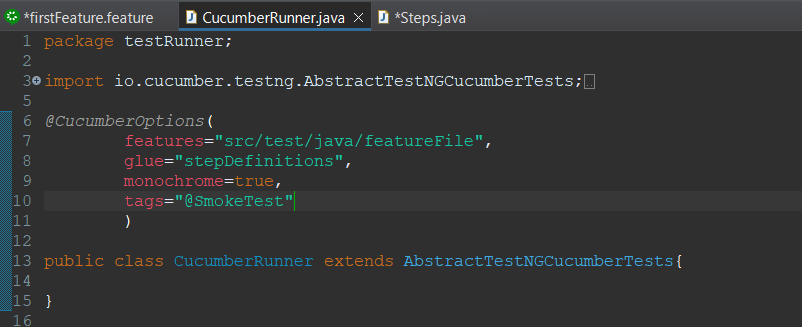 *firstFeature.feature CucumberRunner.java *Steps.java
1 package testRunner;
2
3 import io.cucumber.testng.AbstractTestNGCucumberTests;
5
6 @CucumberOptions(
7 features="src/test/java/featureFile",
8 glue="stepDefinitions",
9 monochrome=true,
10 tags="@SmokeTest"
11 )
12
13 public class CucumberRunner extends AbstractTestNGCucumberTests{
14
15 }
16